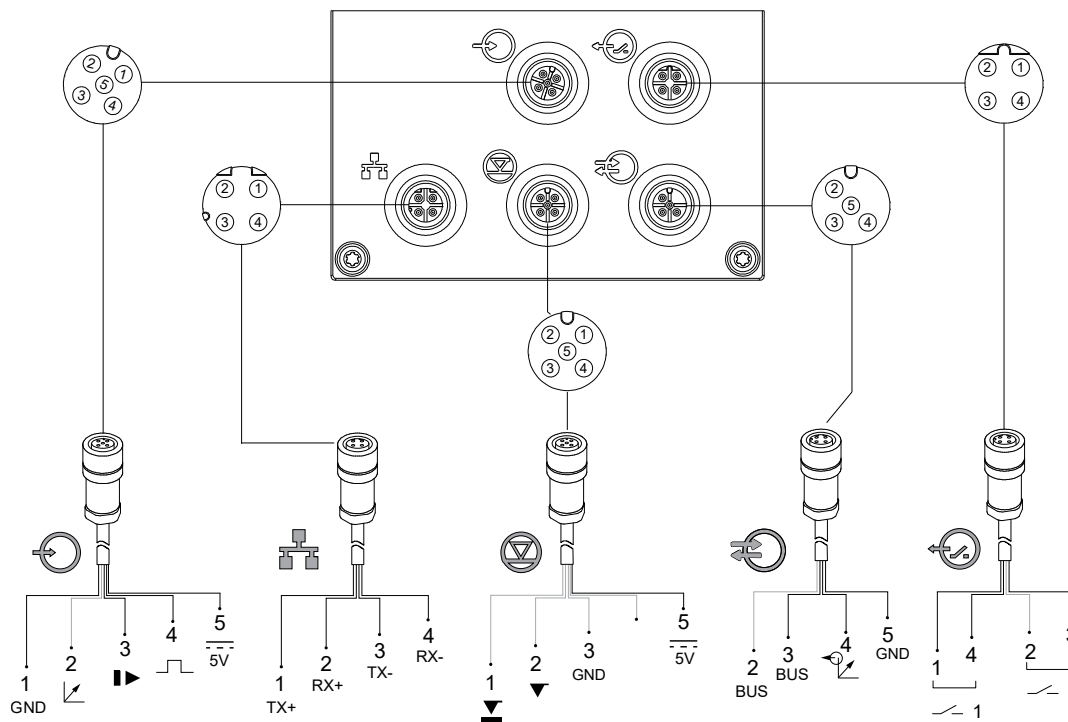 2 1 5 3 4
2 1 3 4
2 1 3 4
2 5 3 4
2 1 5 3 4
1 GND
2
3
4
5 5V
1 TX+
2 RX+
3 TX-
4 RX-
1
2
3 GND
5 5V
2 BUS
3 BUS
4
5 GND
1 4
1
2